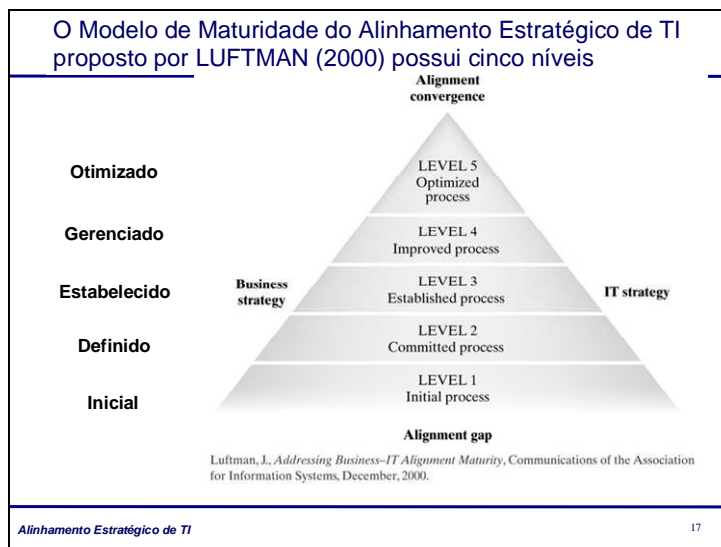 O Modelo de Maturidade do Alinhamento Estratégico de TI
proposto por LUFTMAN (2000) possui cinco níveis
Alignment
convergence
Otimizado
LEVEL 5
Optimized
process
Gerenciado
LEVEL 4
Improved process
Estabelecido
Business
strategy
LEVEL 3
Established process
IT strategy
Definido
LEVEL 2
Committed process
Inicial
LEVEL 1
Initial process
Alignment gap
Luftman, J., Addressing Business–IT Alignment Maturity, Communications of the Association
for Information Systems, December, 2000.
Alinhamento Estratégico de TI
17